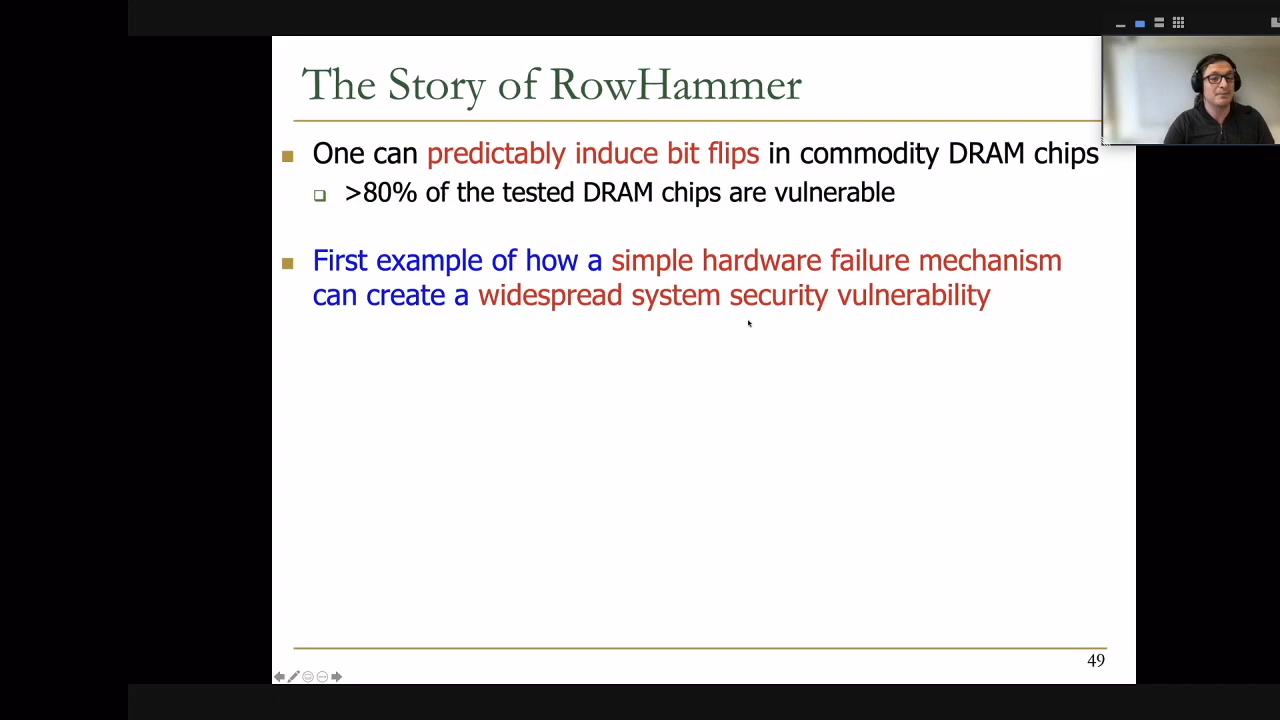 The Story of RowHammer
One can predictably induce bit flips in commodity DRAM chips
>80% of the tested DRAM chips are vulnerable
First example of how a simple hardware failure mechanism
can create a widespread system security vulnerability
49